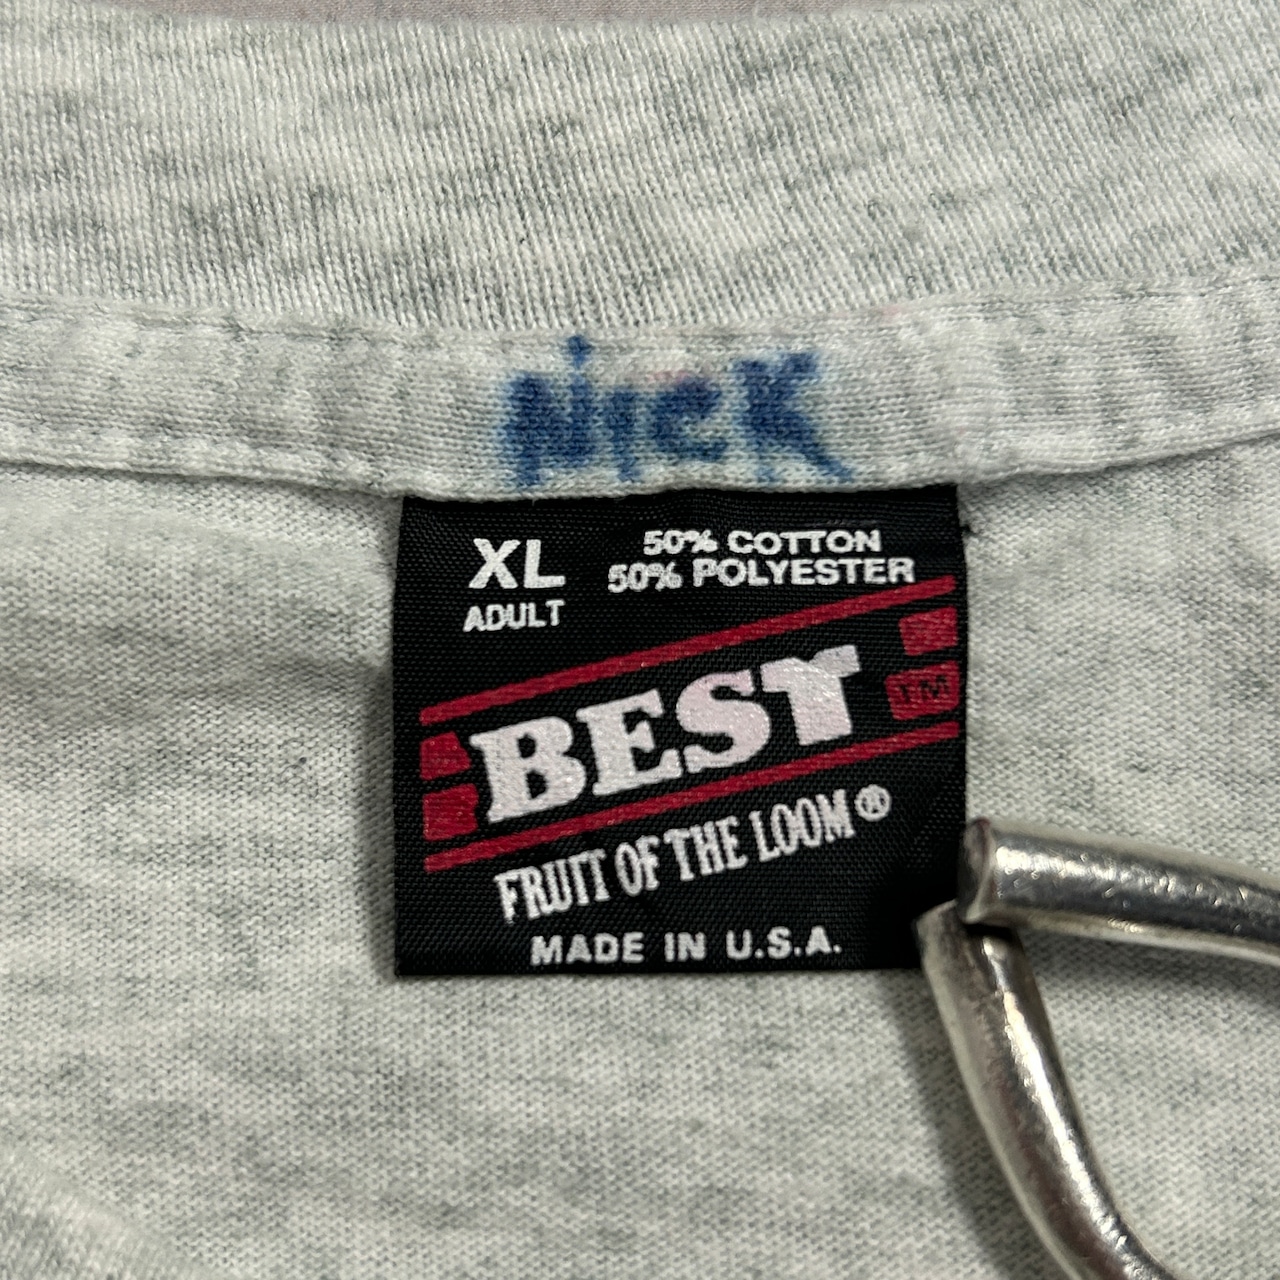 NicK
XL
ADULT
50% COTTON
50% POLYESTER
BEST
TM
FRUIT OF THE LOOM®
MADE IN U.S.A.